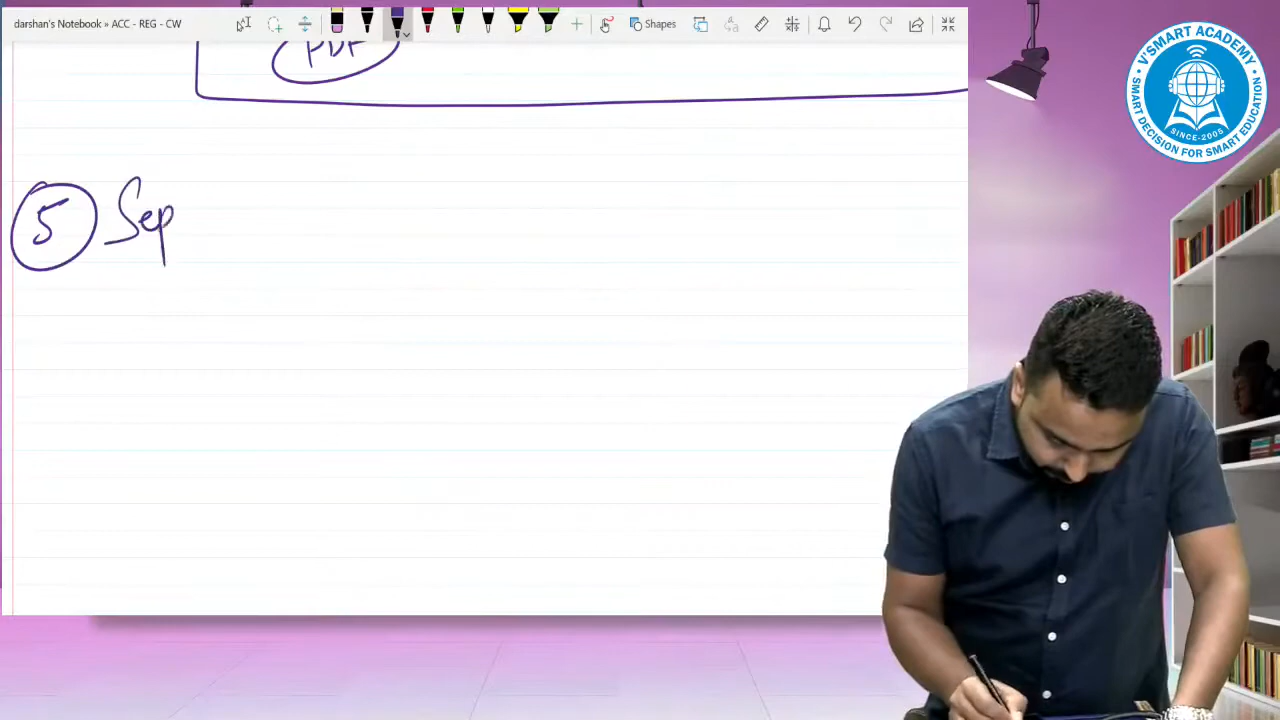 darshan's Notebook » ACC - REG - CW
Shapes
PDF
5 Sep
V'SMART ACADEMY
SINCE-2005
SMART DECISION FOR SMART EDUCATION